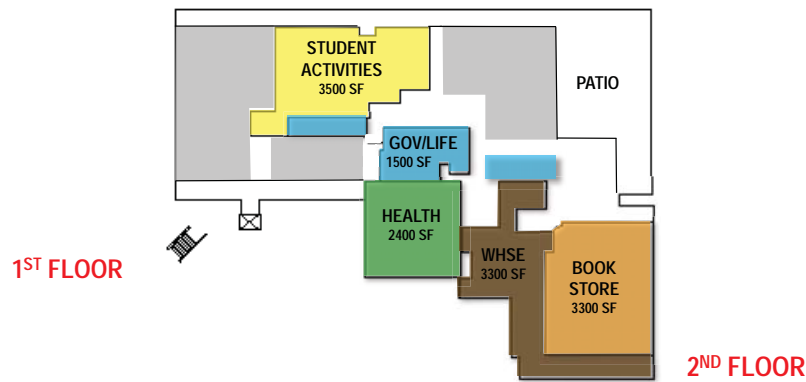 STUDENT
ACTIVITIES
3500 SF
PATIO
GOV/LIFE
1500 SF
HEALTH
2400 SF
WHSE
3300 SF
BOOK
STORE
3300 SF
1ST FLOOR
2ND FLOOR